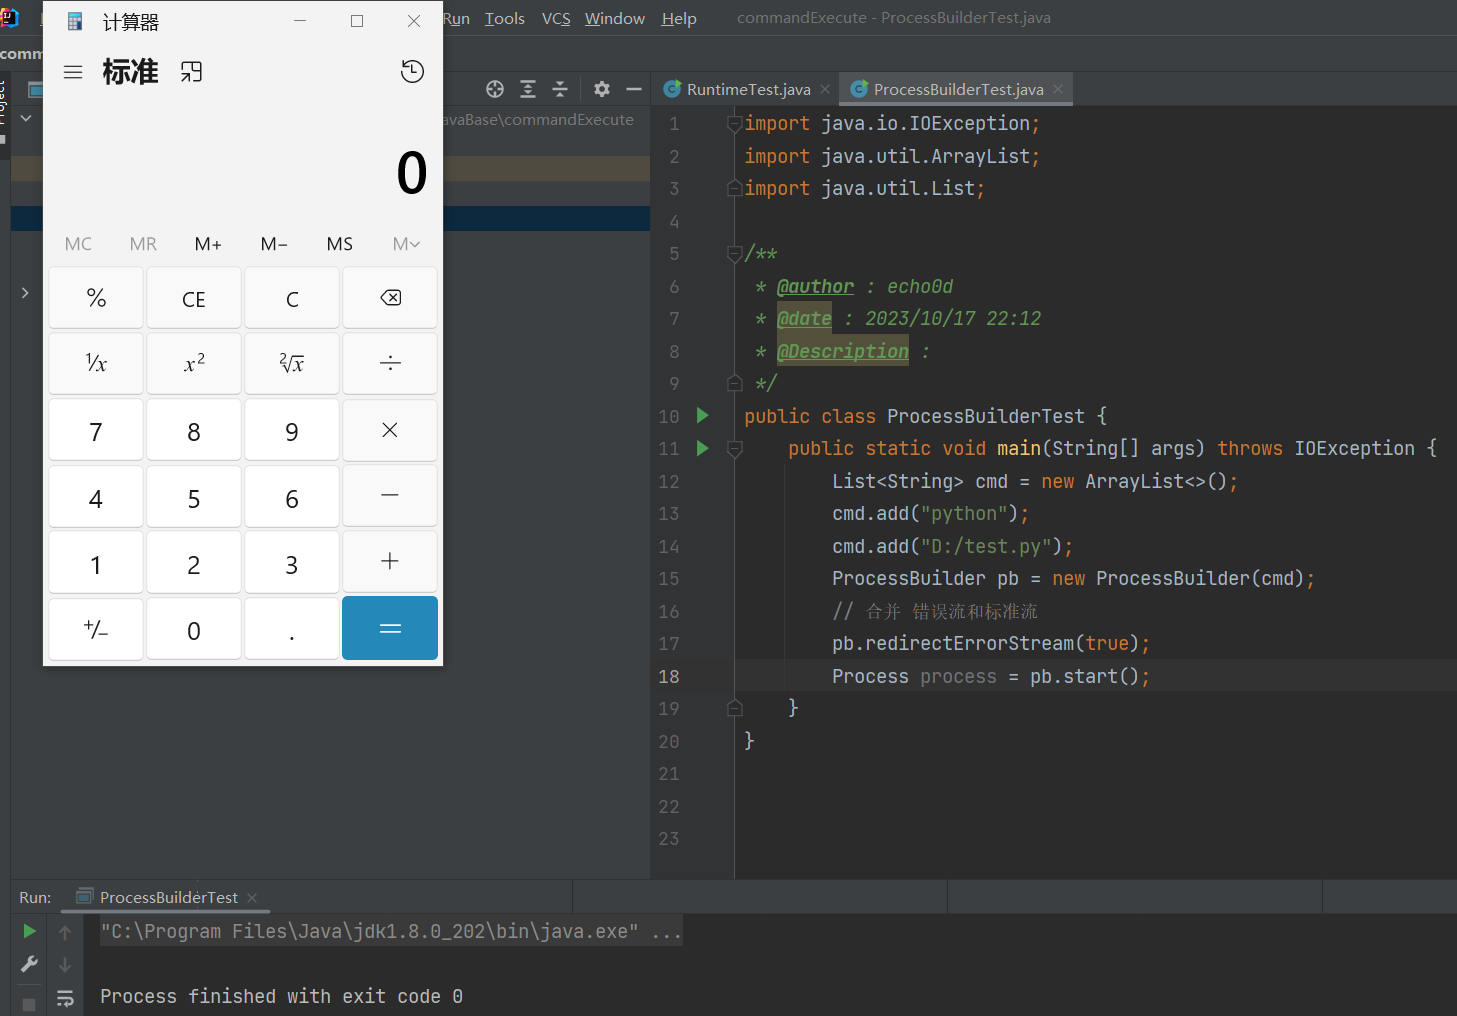 计算器
Run Tools VCS Window Help commandExecute - ProcessBuilderTest.java
comm
标准
avaBase\commandExecute
RuntimeTest.java
ProcessBuilderTest.java
0
MC MR M+ M− MS M
% CE C
1/x x² ²√x ÷
7 8 9 ×
4 5 6 −
1 2 3 +
+/− 0 . =
1 import java.io.IOException;
2 import java.util.ArrayList;
3 import java.util.List;
4
5 /**
6 * @author : echo0d
7 * @date : 2023/10/17 22:12
8 * @Description :
9 */
10 public class ProcessBuilderTest {
11 public static void main(String[] args) throws IOException {
12 List<String> cmd = new ArrayList<>();
13 cmd.add("python");
14 cmd.add("D:/test.py");
15 ProcessBuilder pb = new ProcessBuilder(cmd);
16 // 合并 错误流和标准流
17 pb.redirectErrorStream(true);
18 Process process = pb.start();
19 }
20 }
21
22
23
Run: ProcessBuilderTest
"C:\Program Files\Java\jdk1.8.0_202\bin\java.exe" ...
Process finished with exit code 0